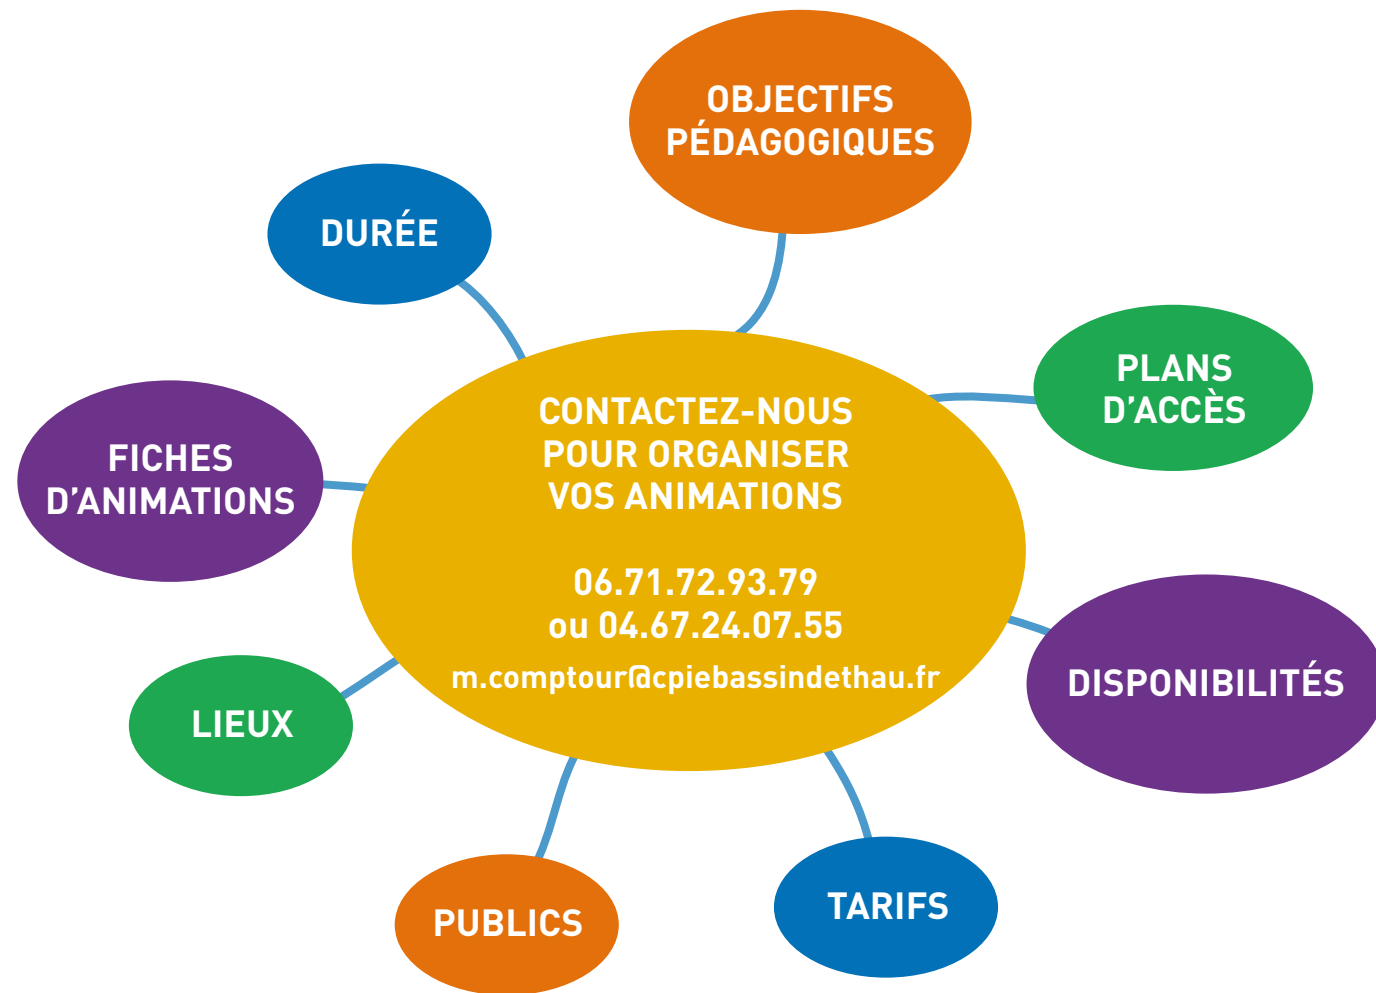 OBJECTIFS
PÉDAGOGIQUES
DURÉE
PLANS
D'ACCÈS
CONTACTEZ-NOUS
POUR ORGANISER
VOS ANIMATIONS
06.71.72.93.79
ou 04.67.24.07.55
m.comptour@cpiebassindethau.fr
FICHES
D'ANIMATIONS
DISPONIBILITÉS
LIEUX
TARIFS
PUBLICS